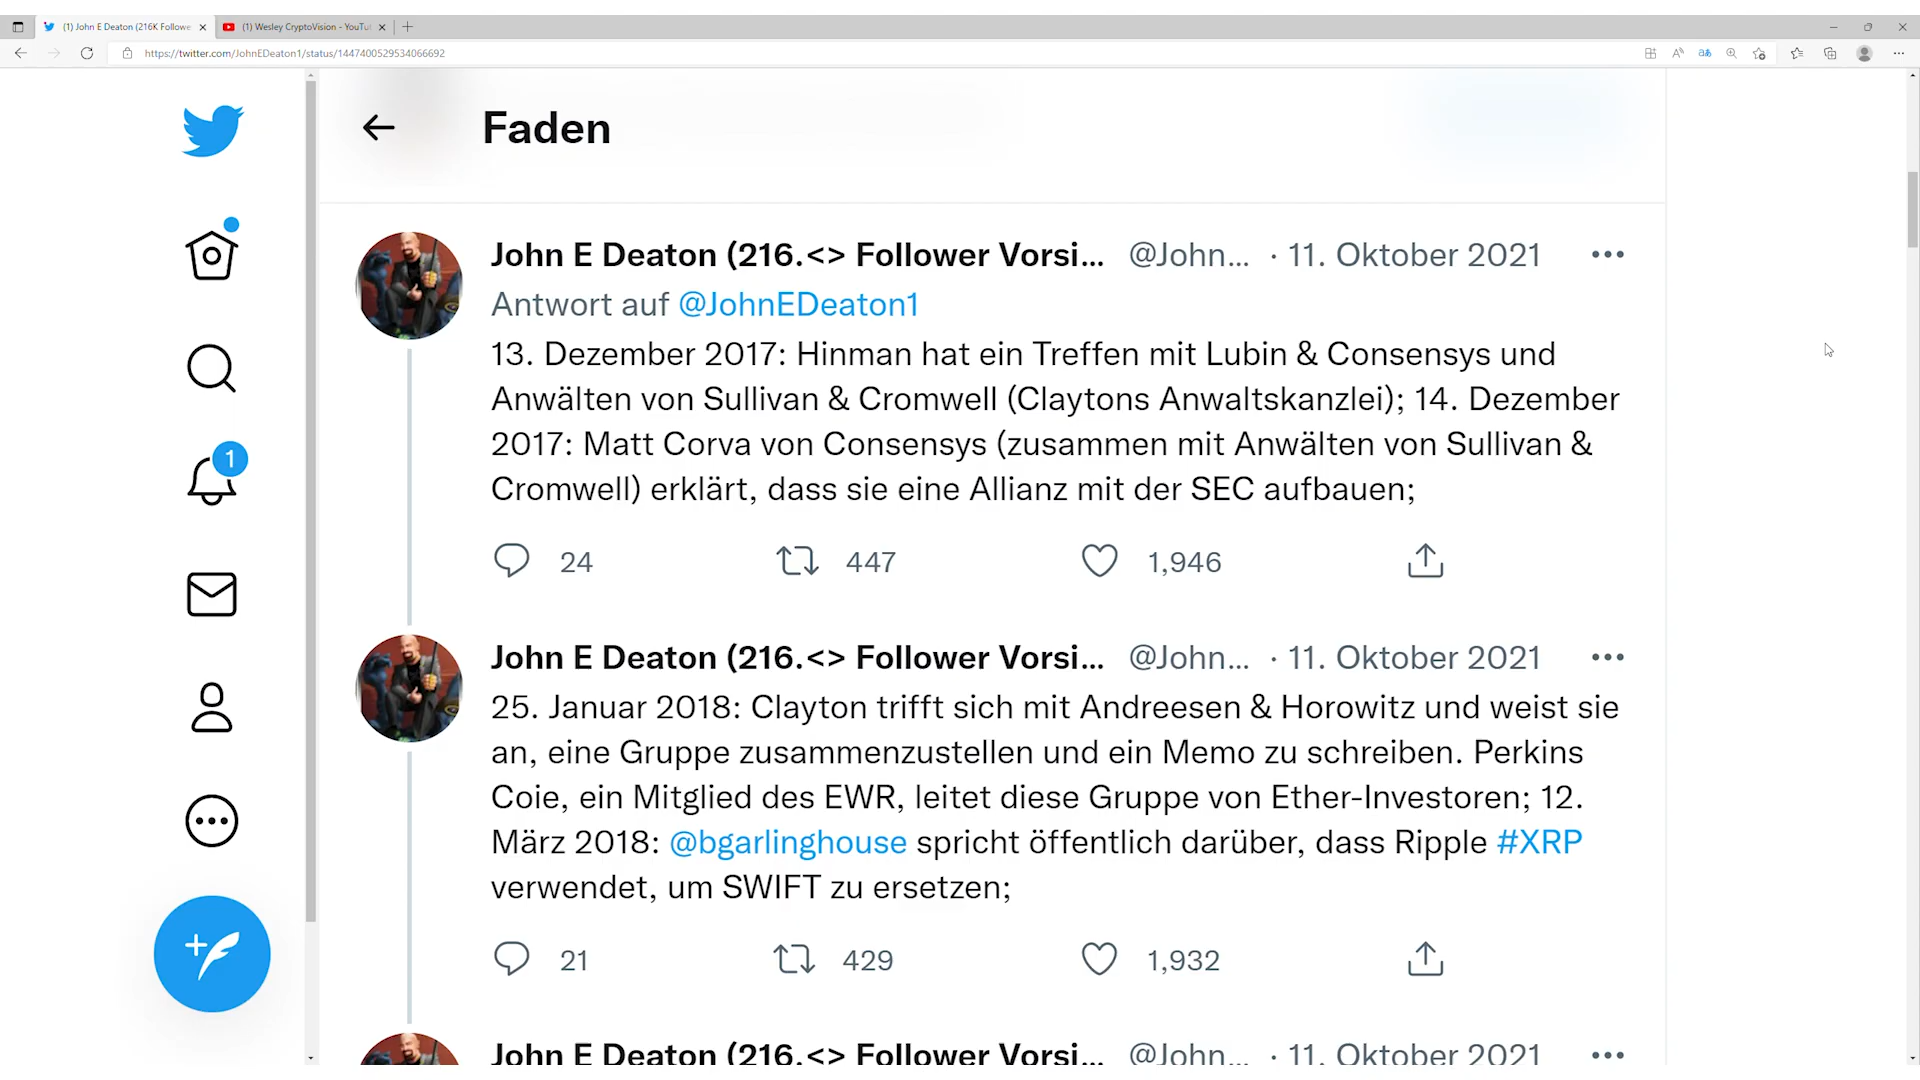 (1) John E Deaton (216K Followe
(1) Wesley CryptoVision - YouTu
https://twitter.com/JohnEDeaton1/status/1447400529534066692
Faden
John E Deaton (216.<> Follower Vorsi... @John... · 11. Oktober 2021
Antwort auf @JohnEDeaton1
13. Dezember 2017: Hinman hat ein Treffen mit Lubin & Consensys und
Anwälten von Sullivan & Cromwell (Claytons Anwaltskanzlei); 14. Dezember
2017: Matt Corva von Consensys (zusammen mit Anwälten von Sullivan &
Cromwell) erklärt, dass sie eine Allianz mit der SEC aufbauen;
24 447 1,946
1
John E Deaton (216.<> Follower Vorsi... @John... · 11. Oktober 2021
25. Januar 2018: Clayton trifft sich mit Andreesen & Horowitz und weist sie
an, eine Gruppe zusammenzustellen und ein Memo zu schreiben. Perkins
Coie, ein Mitglied des EWR, leitet diese Gruppe von Ether-Investoren; 12.
März 2018: @bgarlinghouse spricht öffentlich darüber, dass Ripple #XRP
verwendet, um SWIFT zu ersetzen;
21 429 1,932
John E Deaton (216.<> Follower Vorsi... @John... · 11. Oktober 2021